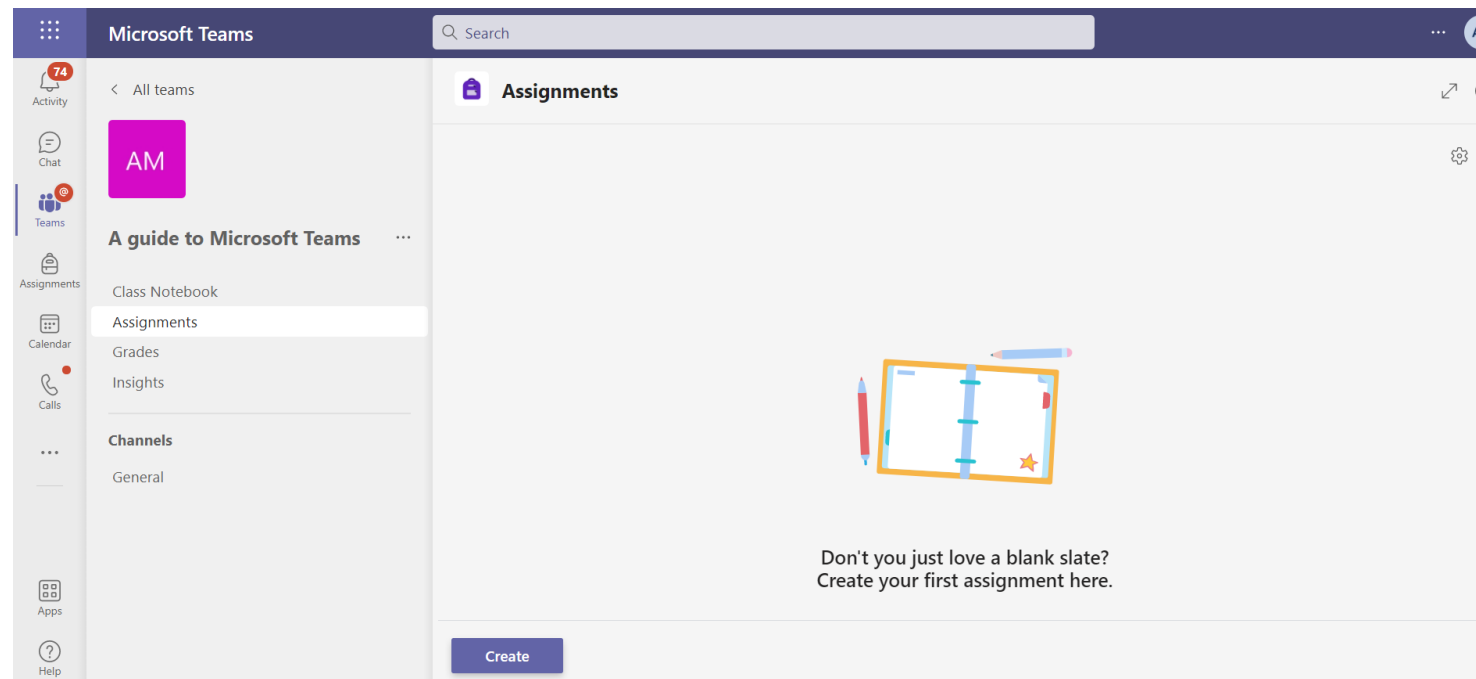 Microsoft Teams
Search
74
Activity
All teams
Assignments
AM
Chat
@
Teams
A guide to Microsoft Teams
Assignments
Class Notebook
Assignments
Calendar
Grades
Insights
Calls
Channels
General
Don't you just love a blank slate?
Create your first assignment here.
Apps
Create
Help